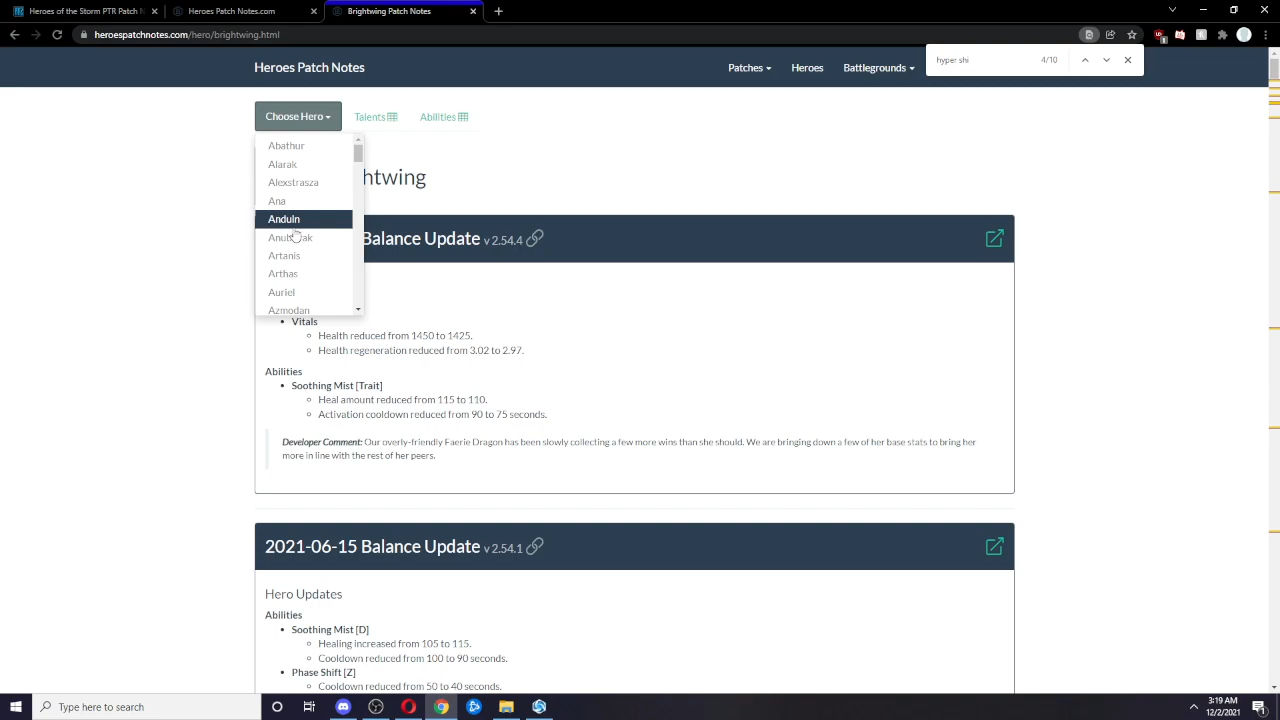 Heroes of the Storm PTR Patch N
Heroes Patch Notes.com
Brightwing Patch Notes
heroespatchnotes.com/hero/brightwing.html
1
hyper shi
4/10
Heroes Patch Notes
Patches
Heroes
Battlegrounds
Choose Hero
Talents
Abilities
Abathur
Alarak
Alexstrasza
Ana
Anduin
Artanis
Arthas
Auriel
Azmodan
htwing
Balance Update v 2.54.4
Vitals
Health reduced from 1450 to 1425.
Health regeneration reduced from 3.02 to 2.97.
Abilities
Soothing Mist [Trait]
Heal amount reduced from 115 to 110.
Activation cooldown reduced from 90 to 75 seconds.
Developer Comment: Our overly-friendly Faerie Dragon has been slowly collecting a few more wins than she should. We are bringing down a few of her base stats to bring her
more in line with the rest of her peers.
2021-06-15 Balance Update v 2.54.1
Hero Updates
Abilities
Soothing Mist [D]
Healing increased from 105 to 115.
Cooldown reduced from 100 to 90 seconds.
Phase Shift [Z]
Cooldown reduced from 50 to 40 seconds.
Type here to search
3:19 AM
12/2/2021
1